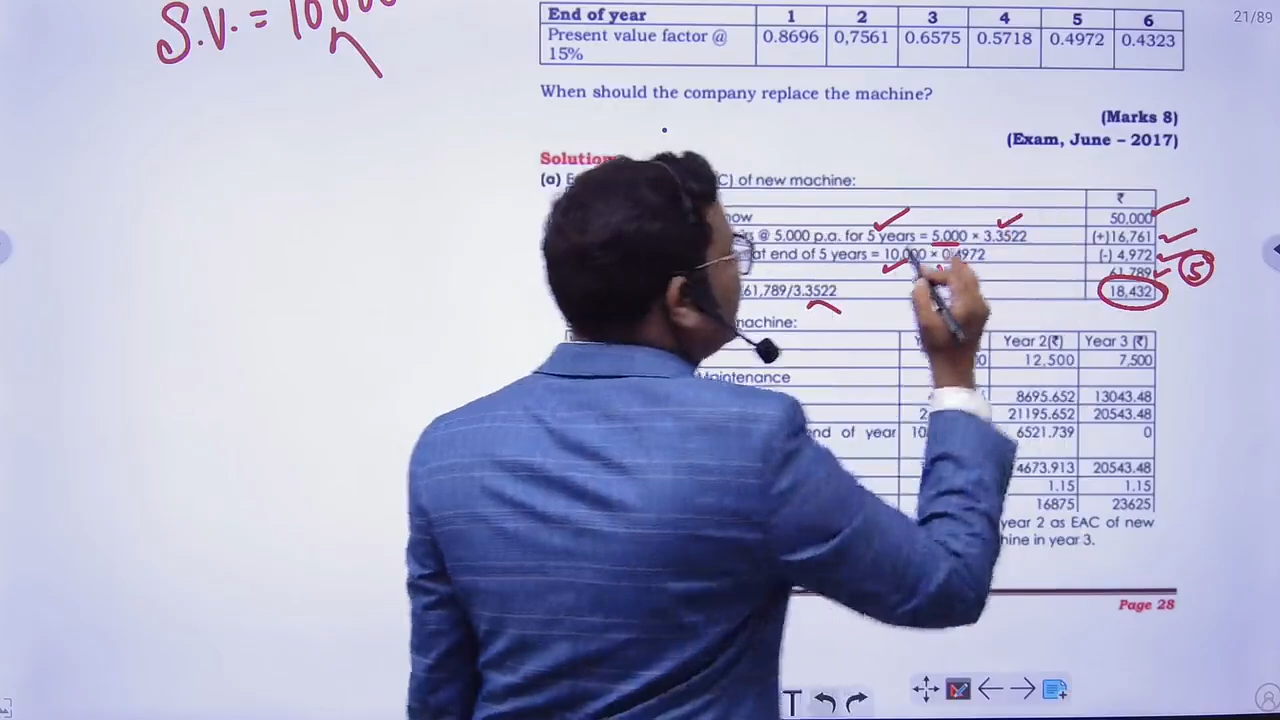 S.V. = 10000
21/89
End of year 1 2 3 4 5 6
Present value factor @ 15% 0.8696 0,7561 0.6575 0.5718 0.4972 0.4323
When should the company replace the machine?
(Marks 8)
(Exam, June – 2017)
Solution
(a) E C) of new machine:
₹
now 50,000
irs @ 5,000 p.a. for 5 years = 5,000 × 3.3522 (+)16,761
at end of 5 years = 10,000 × 0.4972 (-) 4,972
61,789
5
61,789/3.3522 18,432
machine:
Year 2(₹) Year 3 (₹)
12,500 7,500
Maintenance
8695.652 13043.48
21195.652 20543.48
end of year 10 6521.739 0
4673.913 20543.48
1.15 1.15
16875 23625
year 2 as EAC of new
hine in year 3.
Page 28
T